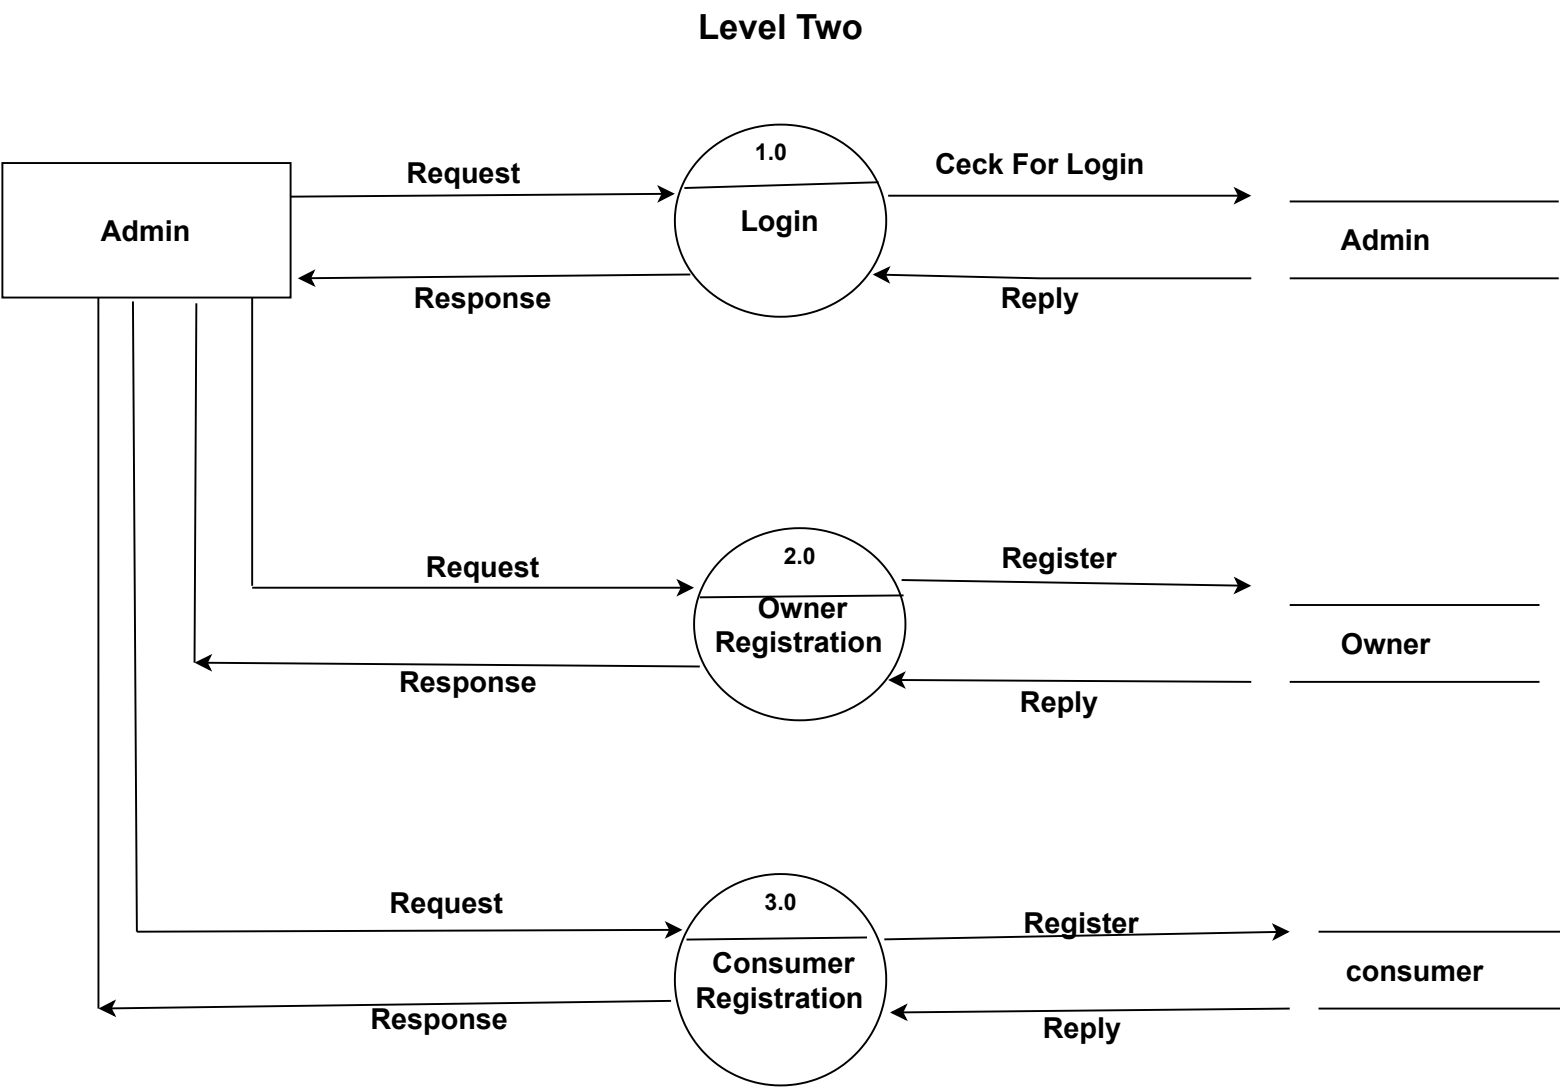 Level Two
1.0
Request
Ceck For Login
Admin
Login
Admin
Response
Reply
2.0
Request
Register
Owner
Registration
Owner
Response
Reply
3.0
Request
Register
Consumer
Registration
consumer
Response
Reply